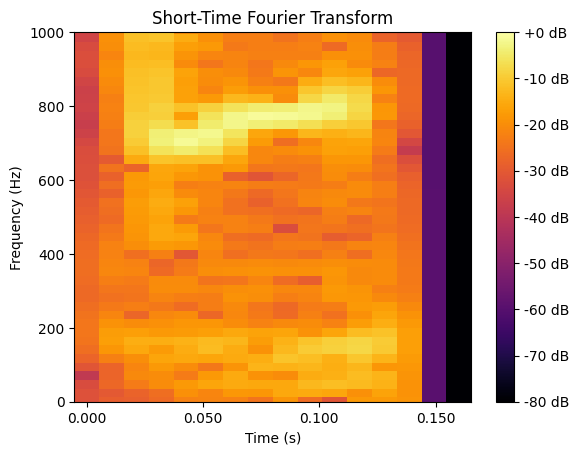 Short-Time Fourier Transform
1000
800
600
400
200
0
Frequency (Hz)
0.000
0.050
0.100
0.150
Time (s)
+0 dB
-10 dB
-20 dB
-30 dB
-40 dB
-50 dB
-60 dB
-70 dB
-80 dB